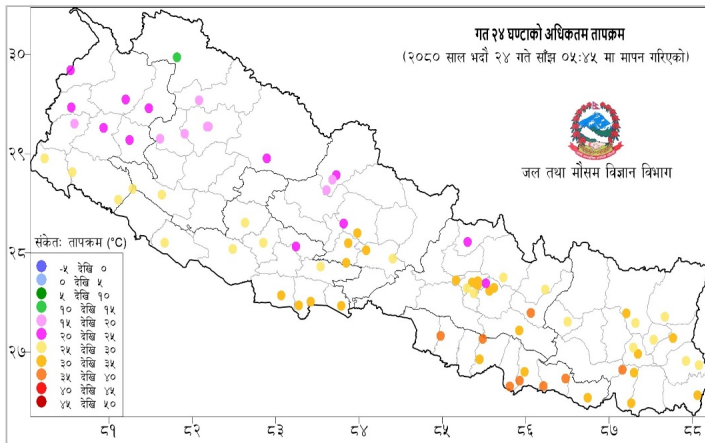 गत २४ घण्टाको अधिकतम तापक्रम
(२०८० साल भदौ २४ गते साँझ ०५:४५ मा मापन गरिएको)
जल तथा मौसम विज्ञान विभाग
३०
२९
२८
२७
संकेतः तापक्रम (°C)
-५ देखि ०
० देखि ५
५ देखि १०
१० देखि १५
१५ देखि २०
२० देखि २५
२५ देखि ३०
३० देखि ३५
३५ देखि ४०
४० देखि ४५
४५ देखि ५०
८१ ८२ ८३ ८४ ८५ ८६ ८७ ८८